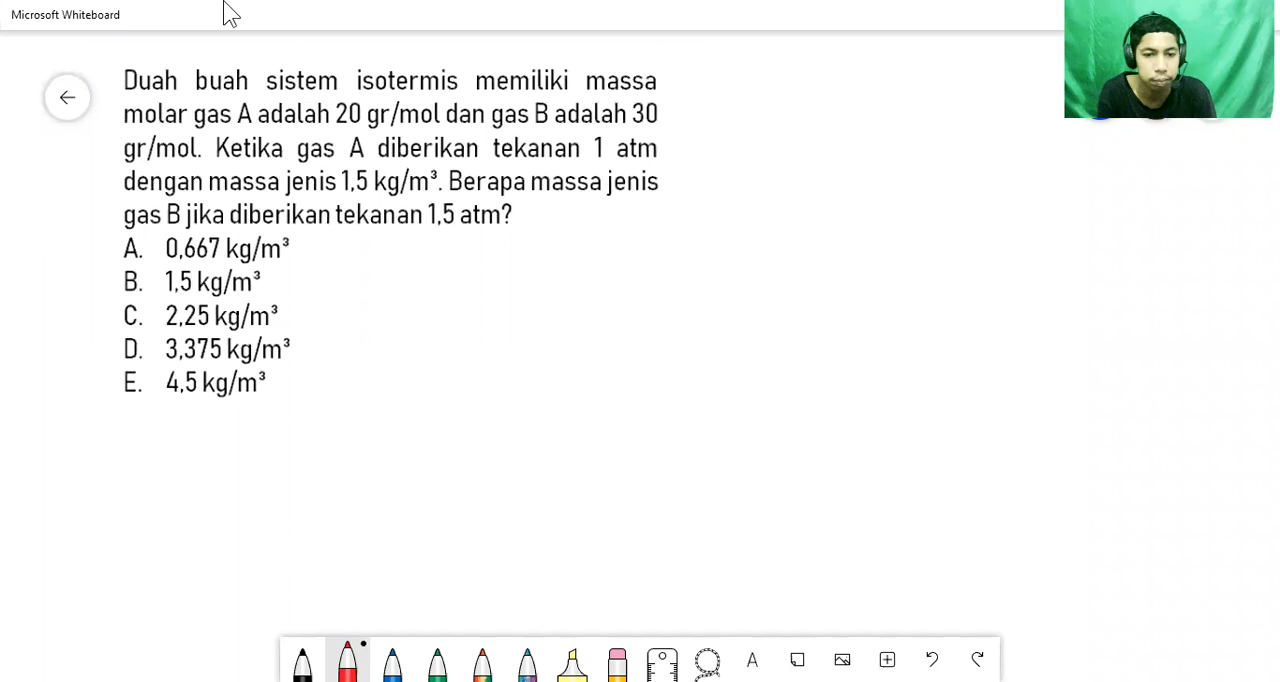 Microsoft Whiteboard
Duah buah sistem isotermis memiliki massa
molar gas A adalah 20 gr/mol dan gas B adalah 30
gr/mol. Ketika gas A diberikan tekanan 1 atm
dengan massa jenis 1,5 kg/m³. Berapa massa jenis
gas B jika diberikan tekanan 1,5 atm?
A. 0,667 kg/m³
B. 1,5 kg/m³
C. 2,25 kg/m³
D. 3,375 kg/m³
E. 4,5 kg/m³
A